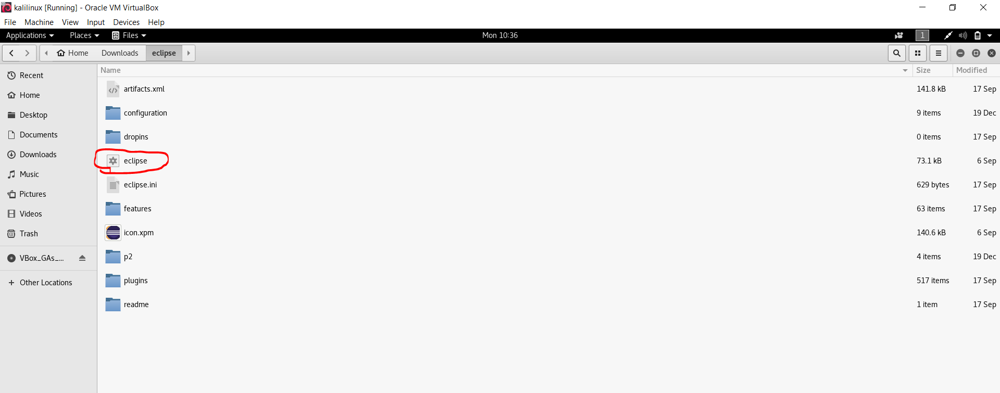 kalilinux [Running] - Oracle VM VirtualBox
File Machine View Input Devices Help
Applications Places Files Mon 10:36 1
Home Downloads eclipse
Name Size Modified
Recent
Home
Desktop
Documents
Downloads
Music
Pictures
Videos
Trash
VBox_GAs_...
+ Other Locations
artifacts.xml 141.8 kB 17 Sep
configuration 9 items 19 Dec
dropins 0 items 17 Sep
eclipse 73.1 kB 6 Sep
eclipse.ini 629 bytes 17 Sep
features 63 items 17 Sep
icon.xpm 140.6 kB 6 Sep
p2 4 items 19 Dec
plugins 517 items 17 Sep
readme 1 item 17 Sep